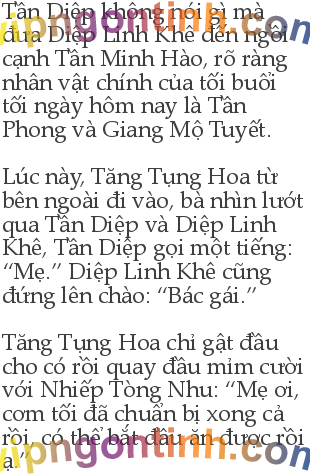 Tần Diệp không nói gì mà
đưa Diệp Linh Khê đến ngồi
cạnh Tần Minh Hào, rõ ràng
nhân vật chính của tối buổi
tối ngày hôm nay là Tần
Phong và Giang Mộ Tuyết.
Lúc này, Tăng Tụng Hoa từ
bên ngoài đi vào, bà nhìn lướt
qua Tần Diệp và Diệp Linh
Khê, Tần Diệp gọi một tiếng:
“Mẹ.” Diệp Linh Khê cũng
đứng lên chào: “Bác gái.”
Tăng Tụng Hoa chỉ gật đầu
cho có rồi quay đầu mỉm cười
với Nhiếp Tòng Nhu: “Mẹ ơi,
cơm tối đã chuẩn bị xong cả
rồi, có thể bắt đầu ăn được rồi
ạ”
vipngontinh.com
vipngontinh.com